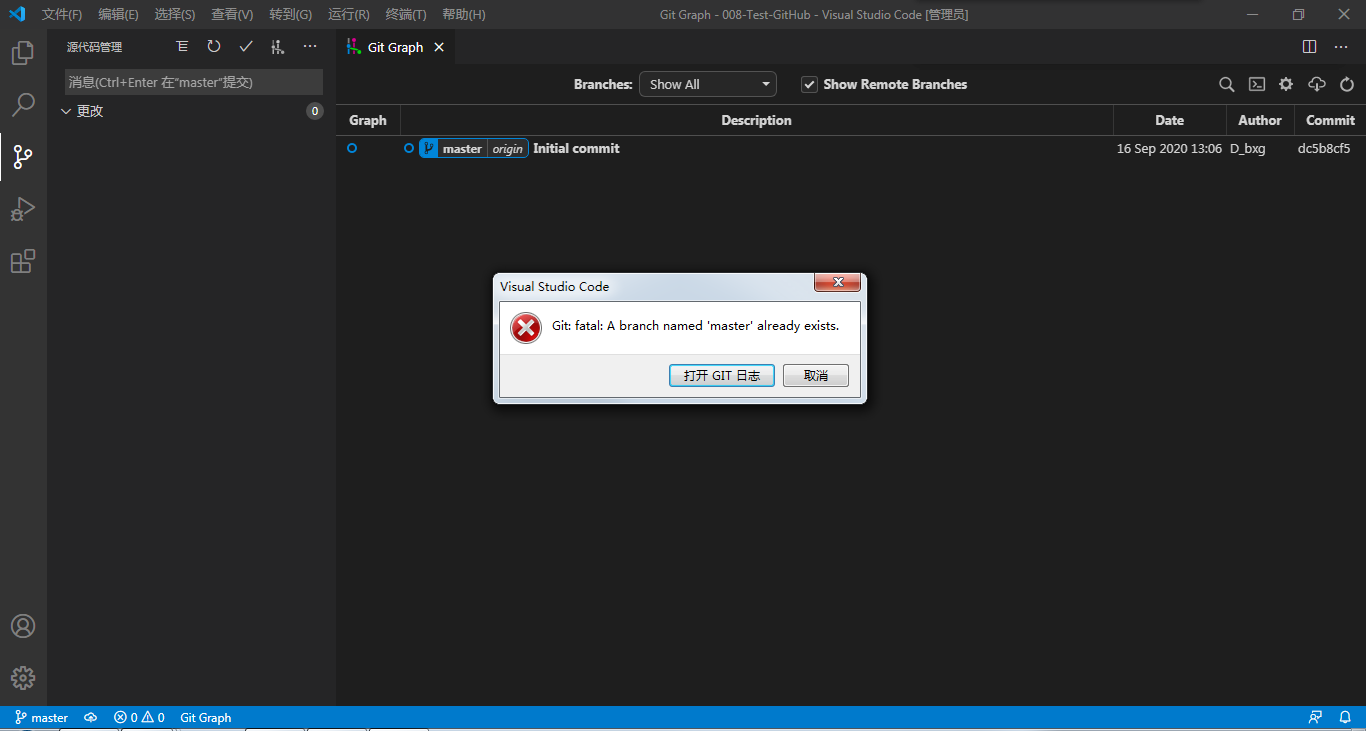 文件(F) 编辑(E) 选择(S) 查看(V) 转到(G) 运行(R) 终端(T) 帮助(H) Git Graph - 008-Test-GitHub - Visual Studio Code [管理员]
源代码管理
Git Graph
消息(Ctrl+Enter 在"master"提交)
Branches: Show All Show Remote Branches
更改 0
Graph Description Date Author Commit
master origin Initial commit 16 Sep 2020 13:06 D_bxg dc5b8cf5
Visual Studio Code
Git: fatal: A branch named 'master' already exists.
打开 GIT 日志 取消
master 0 0 Git Graph